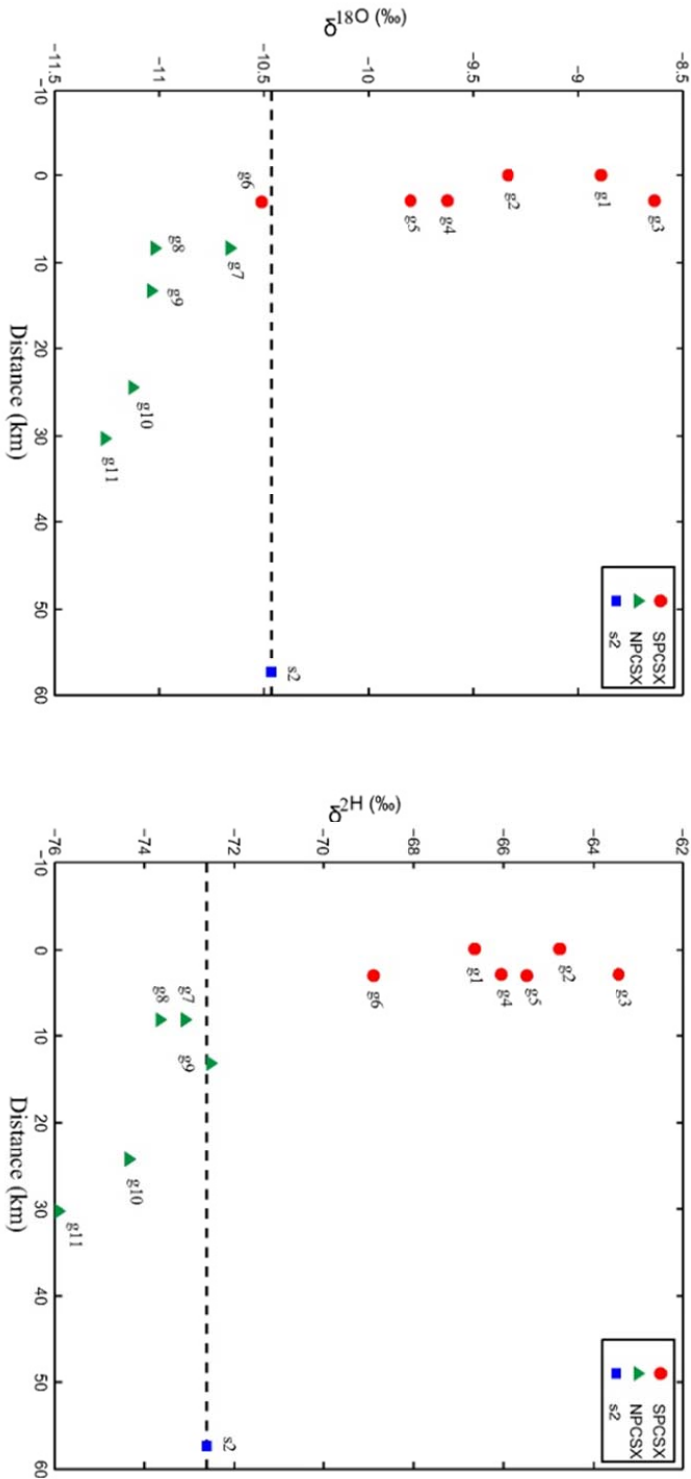 δ18O (‰)
−8.5
−9
−9.5
−10
−10.5
−11
−11.5
−10
0
10
20
30
40
50
60
Distance (km)
g1
g2
g3
g4
g5
g6
g7
g8
g9
g10
g11
s2
SPCSX
NPCSX
s2
δ2H (‰)
−62
−64
−66
−68
−70
−72
−74
−76
−10
0
10
20
30
40
50
60
Distance (km)
g1
g2
g3
g4
g5
g6
g7
g8
g9
g10
g11
s2
SPCSX
NPCSX
s2